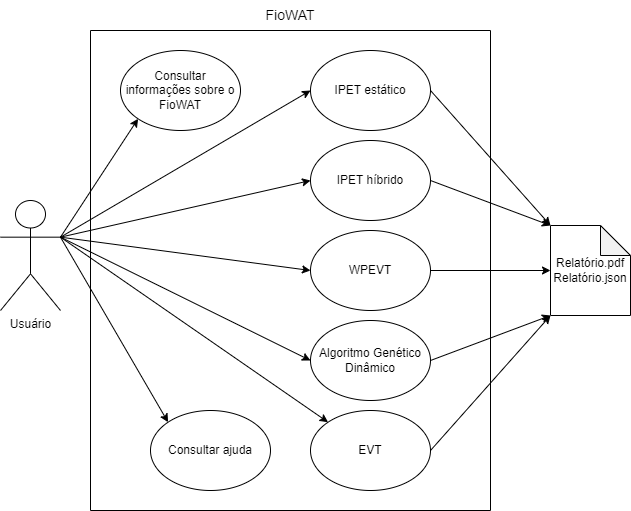 FioWAT
Consultar
informações sobre o
FioWAT
IPET estático
IPET híbrido
WPEVT
Relatório.pdf
Relatório.json
Usuário
Algoritmo Genético
Dinâmico
Consultar ajuda
EVT